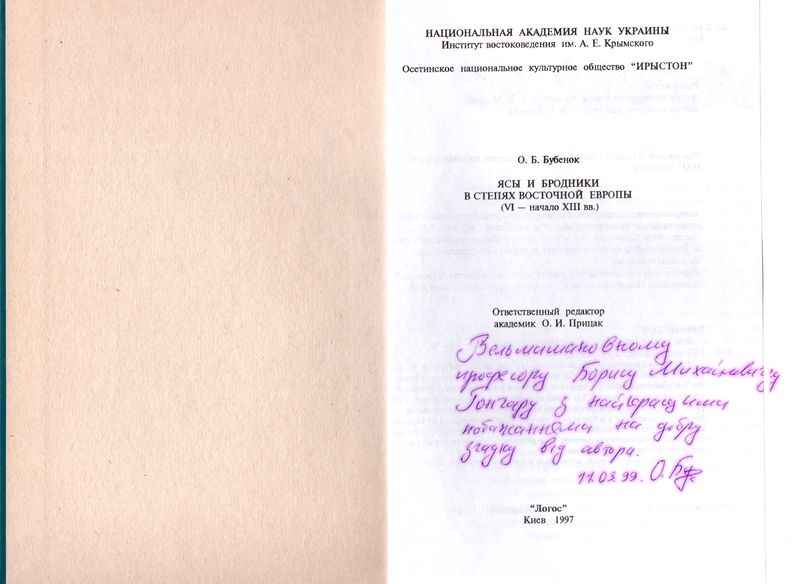 НАЦИОНАЛЬНАЯ АКАДЕМИЯ НАУК УКРАИНЫ
Институт востоковедения им. А. Е. Крымского
Осетинское национальное культурное общество "ИРЫСТОН"
О. Б. Бубенок
ЯСЫ И БРОДНИКИ
В СТЕПЯХ ВОСТОЧНОЙ ЕВРОПЫ
(VI — начало XIII вв.)
Ответственный редактор
академик О. И. Прицак
Вельмишановному
професору Борису Михайловичу
Гончару з найкращими
побажаннями на добру
згадку від автора.
17.03.99. О. Буб
"Логос"
Киев 1997